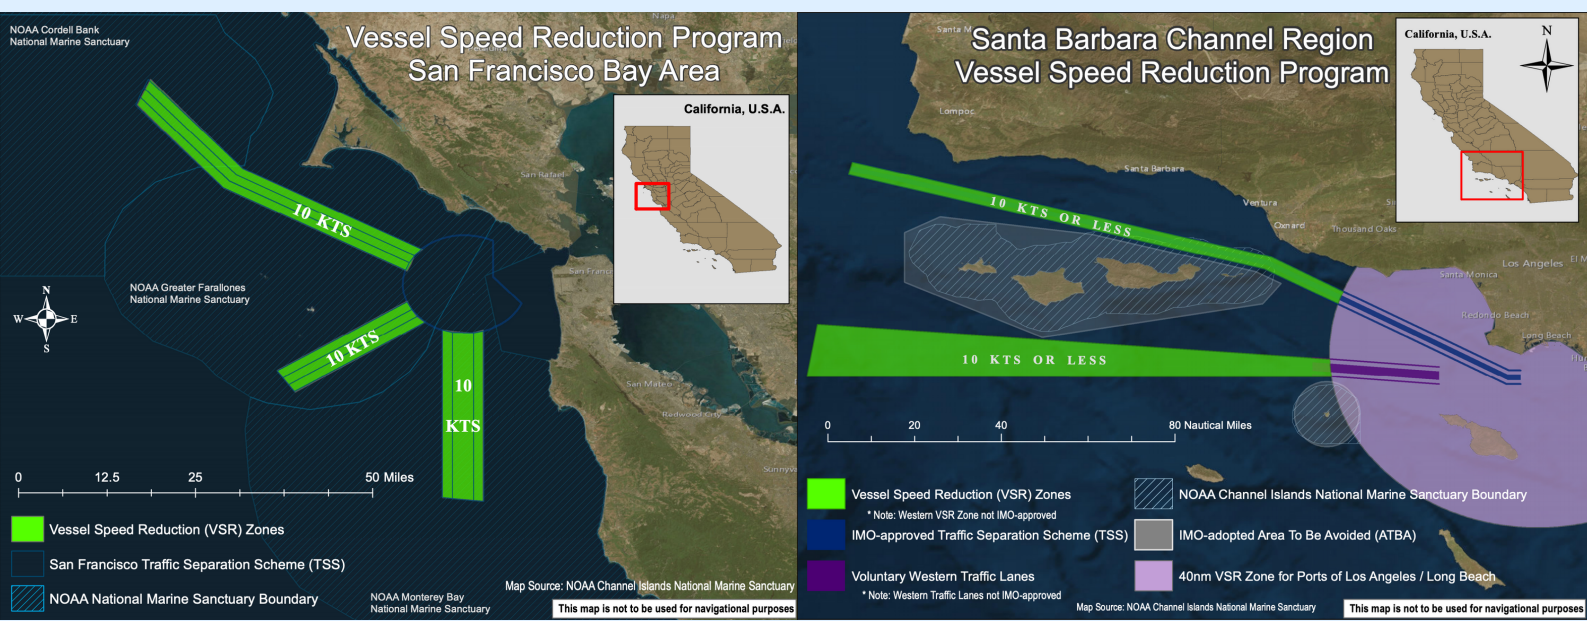 NOAA Cordell Bank
National Marine Sanctuary
Vessel Speed Reduction Program
San Francisco Bay Area
Napa
California, U.S.A.
San Rafael
10 KTS
NOAA Greater Farallones
National Marine Sanctuary
San Franc
N
W E
S
10 KTS
10
KTS
San Mateo
Redwood City
Sunnyva
0 12.5 25 50 Miles
Vessel Speed Reduction (VSR) Zones
San Francisco Traffic Separation Scheme (TSS)
NOAA National Marine Sanctuary Boundary
NOAA Monterey Bay
National Marine Sanctuary
Map Source: NOAA Channel Islands National Marine Sanctuary
This map is not to be used for navigational purposes
Santa M
Santa Barbara Channel Region
Vessel Speed Reduction Program
California, U.S.A.
N
Lompoc
Santa Barbara
Ventura
Oxnard
Thousand Oaks
Los Angeles
El M
Santa Monica
Redondo Beach
Long Beach
10 KTS OR LESS
10 KTS OR LESS
0 20 40 80 Nautical Miles
Vessel Speed Reduction (VSR) Zones
* Note: Western VSR Zone not IMO-approved
IMO-approved Traffic Separation Scheme (TSS)
Voluntary Western Traffic Lanes
* Note: Western Traffic Lanes not IMO-approved
NOAA Channel Islands National Marine Sanctuary Boundary
IMO-adopted Area To Be Avoided (ATBA)
40nm VSR Zone for Ports of Los Angeles / Long Beach
Map Source: NOAA Channel Islands National Marine Sanctuary
This map is not to be used for navigational purposes